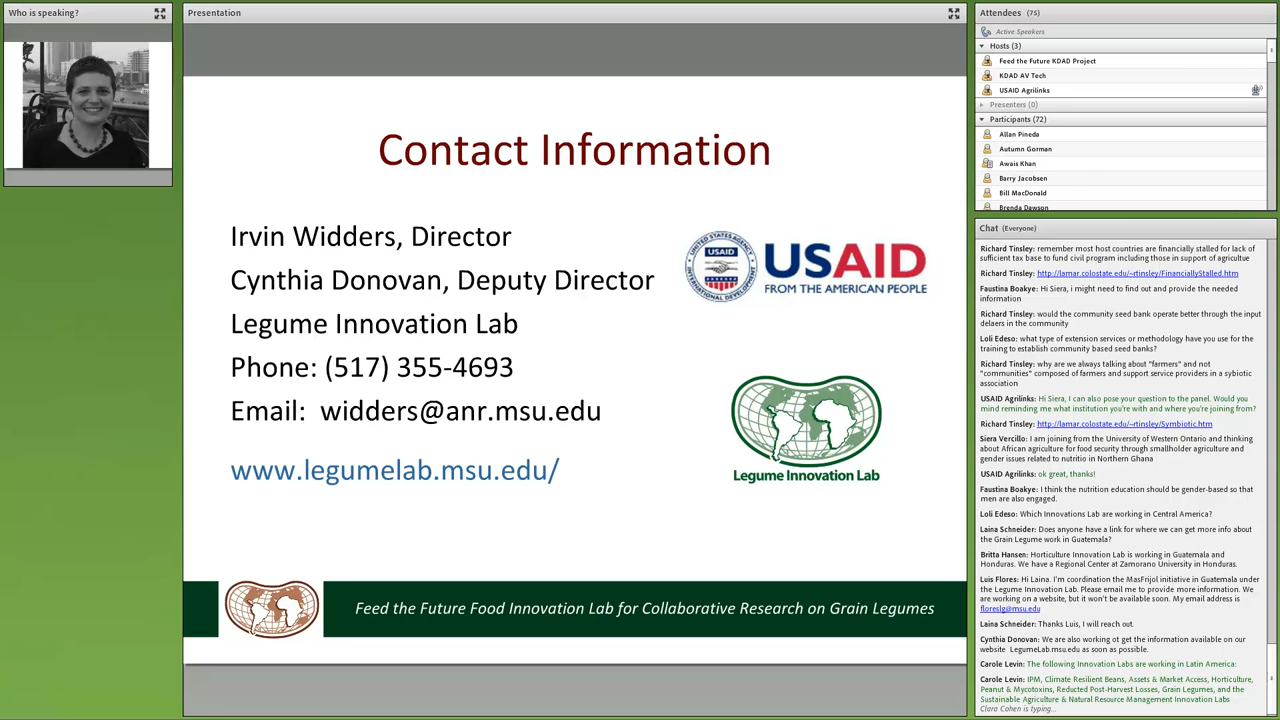 Who is speaking?
Presentation
Contact Information
Irvin Widders, Director
Cynthia Donovan, Deputy Director
Legume Innovation Lab
Phone: (517) 355-4693
Email: widders@anr.msu.edu
www.legumelab.msu.edu/
UNITED STATES AGENCY
USAID
INTERNATIONAL DEVELOPMENT
USAID
FROM THE AMERICAN PEOPLE
Legume Innovation Lab
Feed the Future Food Innovation Lab for Collaborative Research on Grain Legumes
Attendees (75)
Active Speakers
Hosts (3)
Feed the Future KDAD Project
KDAD AV Tech
USAID Agrilinks
Presenters (0)
Participants (72)
Allan Pineda
Autumn Gorman
Awais Khan
Barry Jacobsen
Bill MacDonald
Brenda Dawson
Chat (Everyone)
Richard Tinsley: remember most host countries are financially stalled for lack of
sufficient tax base to fund civil program including those in support of agricultue
Richard Tinsley: http://lamar.colostate.edu/~rtinsley/FinanciallyStalled.htm
Faustina Boakye: Hi Siera, i might need to find out and provide the needed
information
Richard Tinsley: would the community seed bank operate better through the input
delaers in the community
Loli Edeso: what type of extension services or methodology have you use for the
training to establish community based seed banks?
Richard Tinsley: why are we always talking about "farmers" and not
"communities" composed of farmers and support service providers in a sybiotic
association
USAID Agrilinks: Hi Siera, I can also pose your question to the panel. Would you
mind reminding me what institution you're with and where you're joining from?
Richard Tinsley: http://lamar.colostate.edu/~rtinsley/Symbiotic.htm
Siera Vercillo: I am joining from the University of Western Ontario and thinking
about African agriculture for food security through smallholder agriculture and
gender issues related to nutritio in Northern Ghana
USAID Agrilinks: ok great, thanks!
Faustina Boakye: I think the nutrition education should be gender-based so that
men are also engaged.
Loli Edeso: Which Innovations Lab are working in Central America?
Laina Schneider: Does anyone have a link for where we can get more info about
the Grain Legume work in Guatemala?
Britta Hansen: Horticulture Innovation Lab is working in Guatemala and
Honduras. We have a Regional Center at Zamorano University in Honduras.
Luis Flores: Hi Laina. I'm coordination the MasFrijol initiative in Guatemala under
the Legume Innovation Lab. Please email me to provide more information. We
are working on a website, but it won't be available soon. My email address is
floreslg@msu.edu
Laina Schneider: Thanks Luis, I will reach out.
Cynthia Donovan: We are also working ot get the information available on our
website LegumeLab.msu.edu as soon as possible.
Carole Levin: The following Innovation Labs are working in Latin America:
Carole Levin: IPM, Climate Resilient Beans, Assets & Market Access, Horticulture,
Peanut & Mycotoxins, Reducted Post-Harvest Losses, Grain Legumes, and the
Sustainable Agriculture & Natural Resource Management Innovation Labs
Clara Cohen is typing...